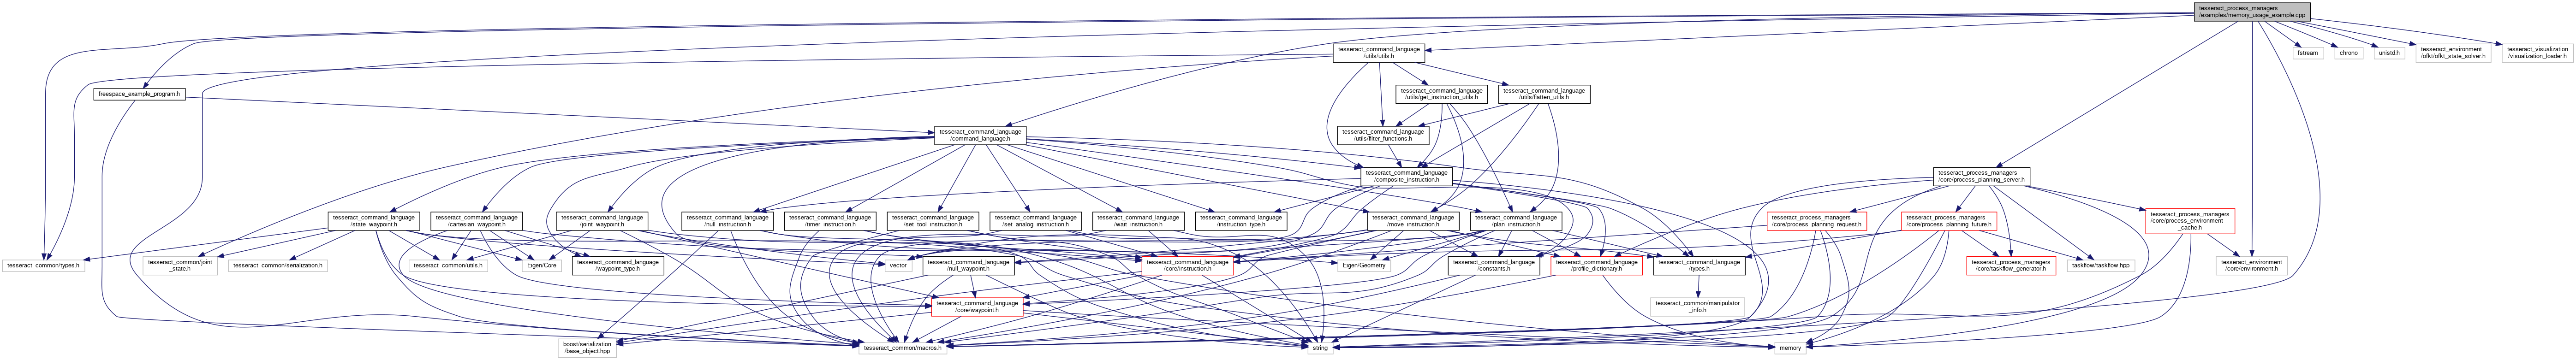 tesseract_process_managers
/examples/memory_usage_example.cpp
tesseract_command_language
/utils/utils.h
fstream
chrono
unistd.h
tesseract_environment
/ofkt/ofkt_state_solver.h
tesseract_visualization
/visualization_loader.h
freespace_example_program.h
tesseract_command_language
/utils/get_instruction_utils.h
tesseract_command_language
/utils/flatten_utils.h
tesseract_command_language
/command_language.h
tesseract_command_language
/utils/filter_functions.h
tesseract_command_language
/composite_instruction.h
tesseract_process_managers
/core/process_planning_server.h
tesseract_command_language
/state_waypoint.h
tesseract_command_language
/cartesian_waypoint.h
tesseract_command_language
/joint_waypoint.h
tesseract_command_language
/null_instruction.h
tesseract_command_language
/timer_instruction.h
tesseract_command_language
/set_tool_instruction.h
tesseract_command_language
/set_analog_instruction.h
tesseract_command_language
/wait_instruction.h
tesseract_command_language
/instruction_type.h
tesseract_command_language
/move_instruction.h
tesseract_command_language
/plan_instruction.h
tesseract_process_managers
/core/process_planning_request.h
tesseract_process_managers
/core/process_planning_future.h
tesseract_process_managers
/core/process_environment
_cache.h
tesseract_common/types.h
tesseract_common/joint
_state.h
tesseract_common/serialization.h
tesseract_common/utils.h
Eigen/Core
tesseract_command_language
/waypoint_type.h
vector
tesseract_command_language
/null_waypoint.h
tesseract_command_language
/core/instruction.h
Eigen/Geometry
tesseract_command_language
/constants.h
tesseract_command_language
/profile_dictionary.h
tesseract_command_language
/types.h
tesseract_process_managers
/core/taskflow_generator.h
taskflow/taskflow.hpp
tesseract_environment
/core/environment.h
tesseract_command_language
/core/waypoint.h
tesseract_common/manipulator
_info.h
boost/serialization
/base_object.hpp
tesseract_common/macros.h
string
memory